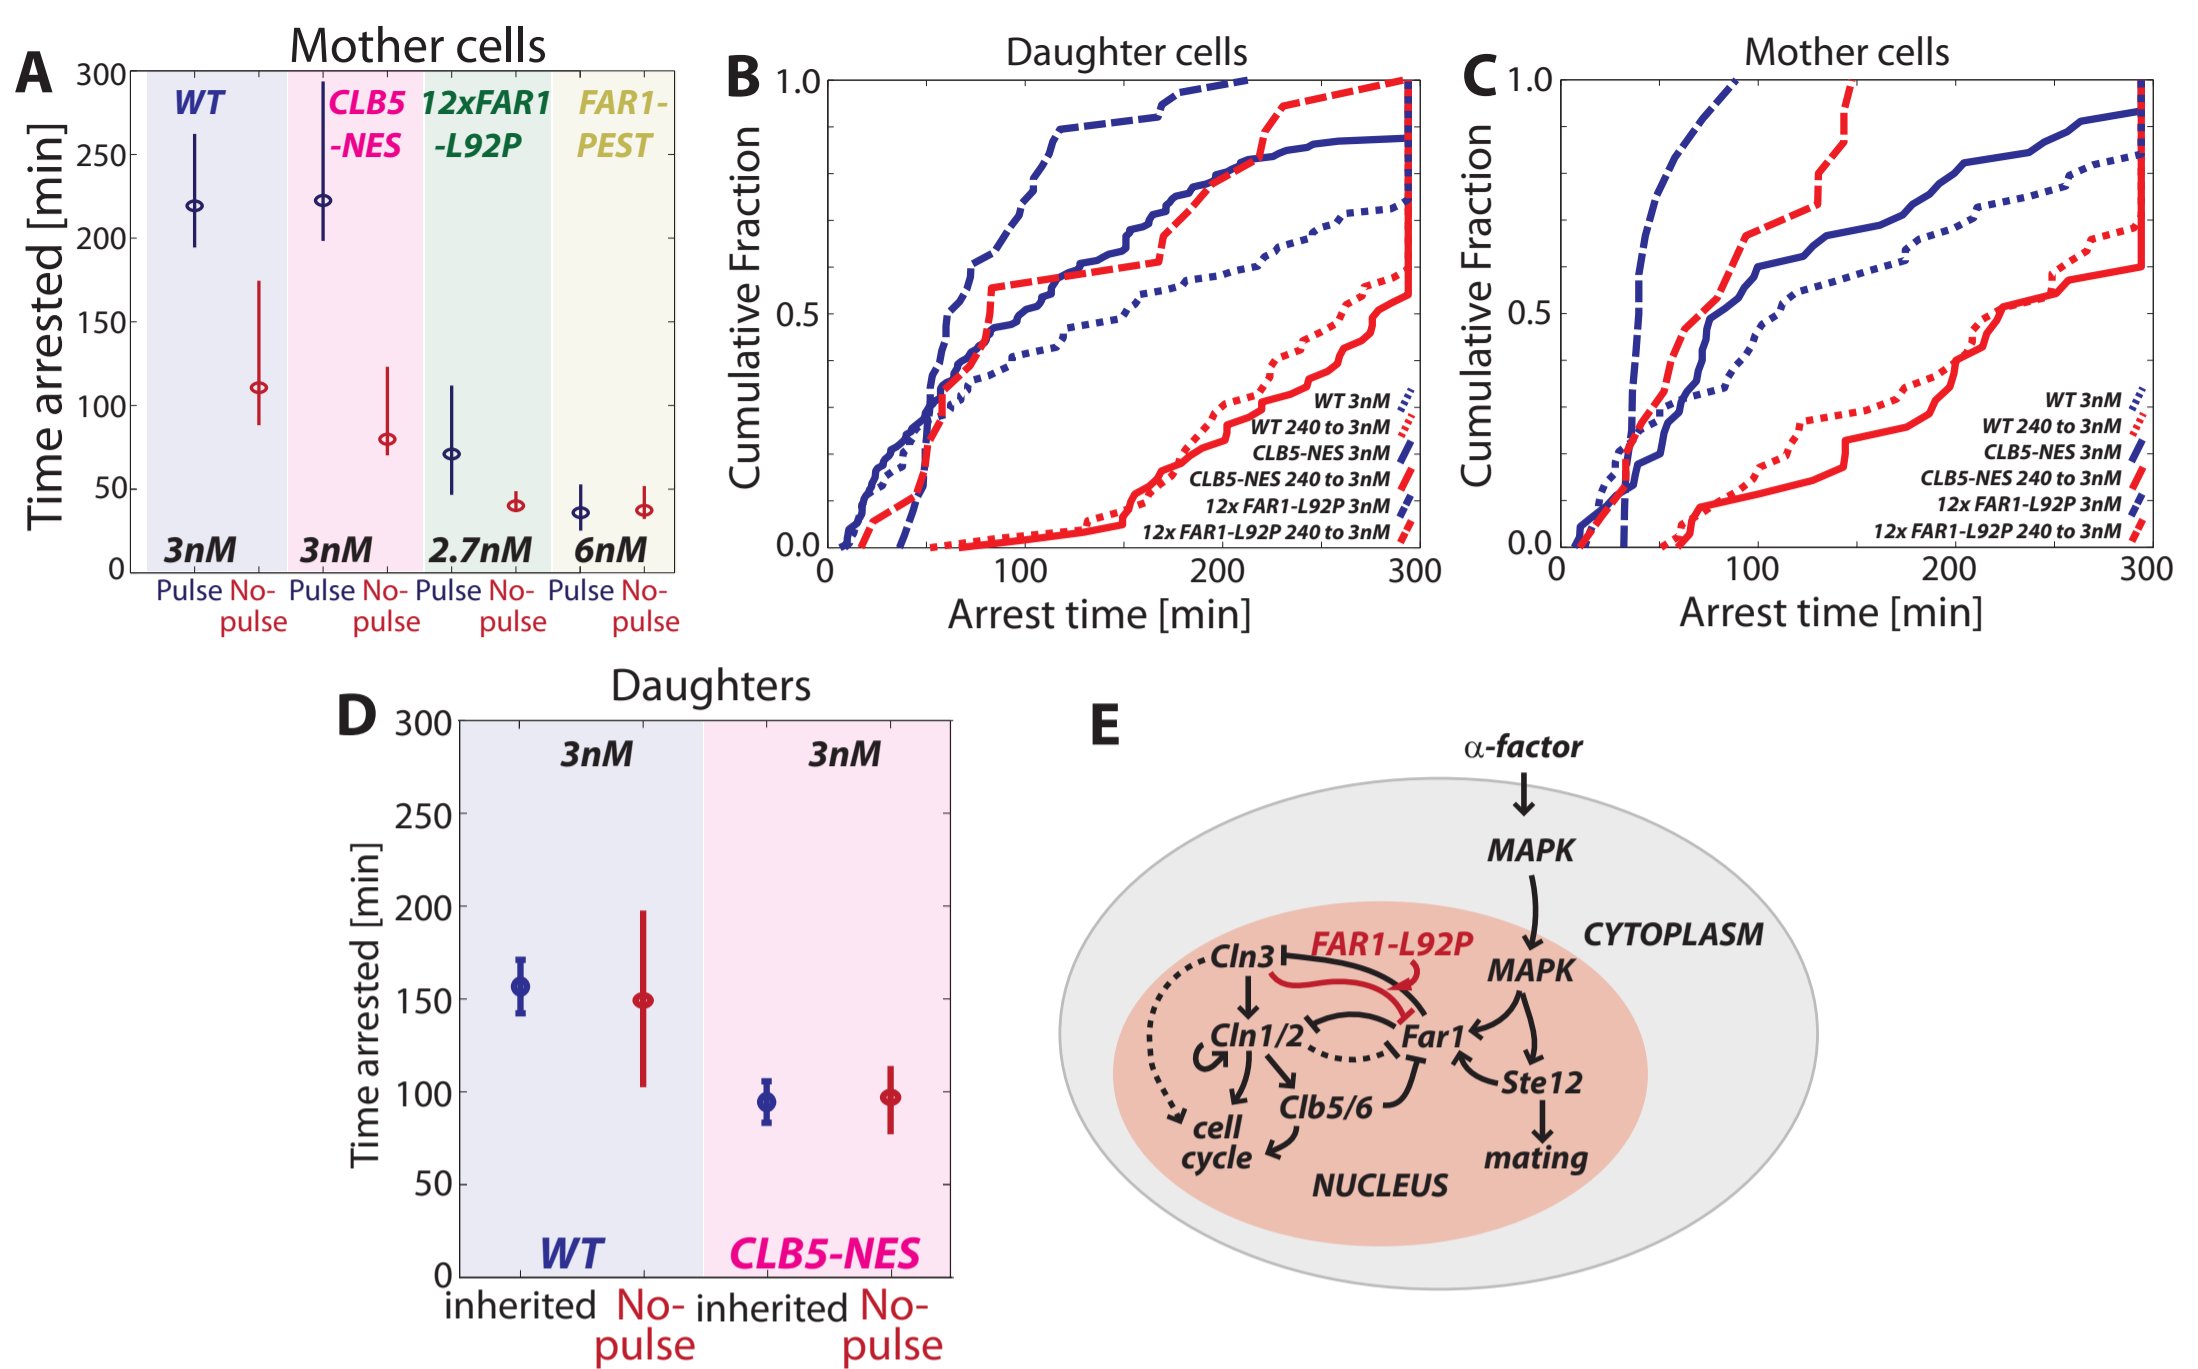 A
Mother cells
Time arrested [min]
300
250
200
150
100
50
0
WT
CLB5
-NES
12xFAR1
-L92P
FAR1-
PEST
3nM
3nM
2.7nM
6nM
Pulse No-
pulse
Pulse No-
pulse
Pulse No-
pulse
Pulse No-
pulse
B
Daughter cells
Cumulative Fraction
1.0
0.5
0.0
WT 3nM
WT 240 to 3nM
CLB5-NES 3nM
CLB5-NES 240 to 3nM
12x FAR1-L92P 3nM
12x FAR1-L92P 240 to 3nM
0 100 200 300
Arrest time [min]
C
Mother cells
Cumulative Fraction
1.0
0.5
0.0
WT 3nM
WT 240 to 3nM
CLB5-NES 3nM
CLB5-NES 240 to 3nM
12x FAR1-L92P 3nM
12x FAR1-L92P 240 to 3nM
0 100 200 300
Arrest time [min]
D
Daughters
Time arrested [min]
300
250
200
150
100
50
0
3nM
3nM
WT
CLB5-NES
inherited No-
pulse
inherited No-
pulse
E
α-factor
MAPK
CYTOPLASM
FAR1-L92P
Cln3
MAPK
Cln1/2
Far1
Ste12
Clb5/6
cell
cycle
mating
NUCLEUS